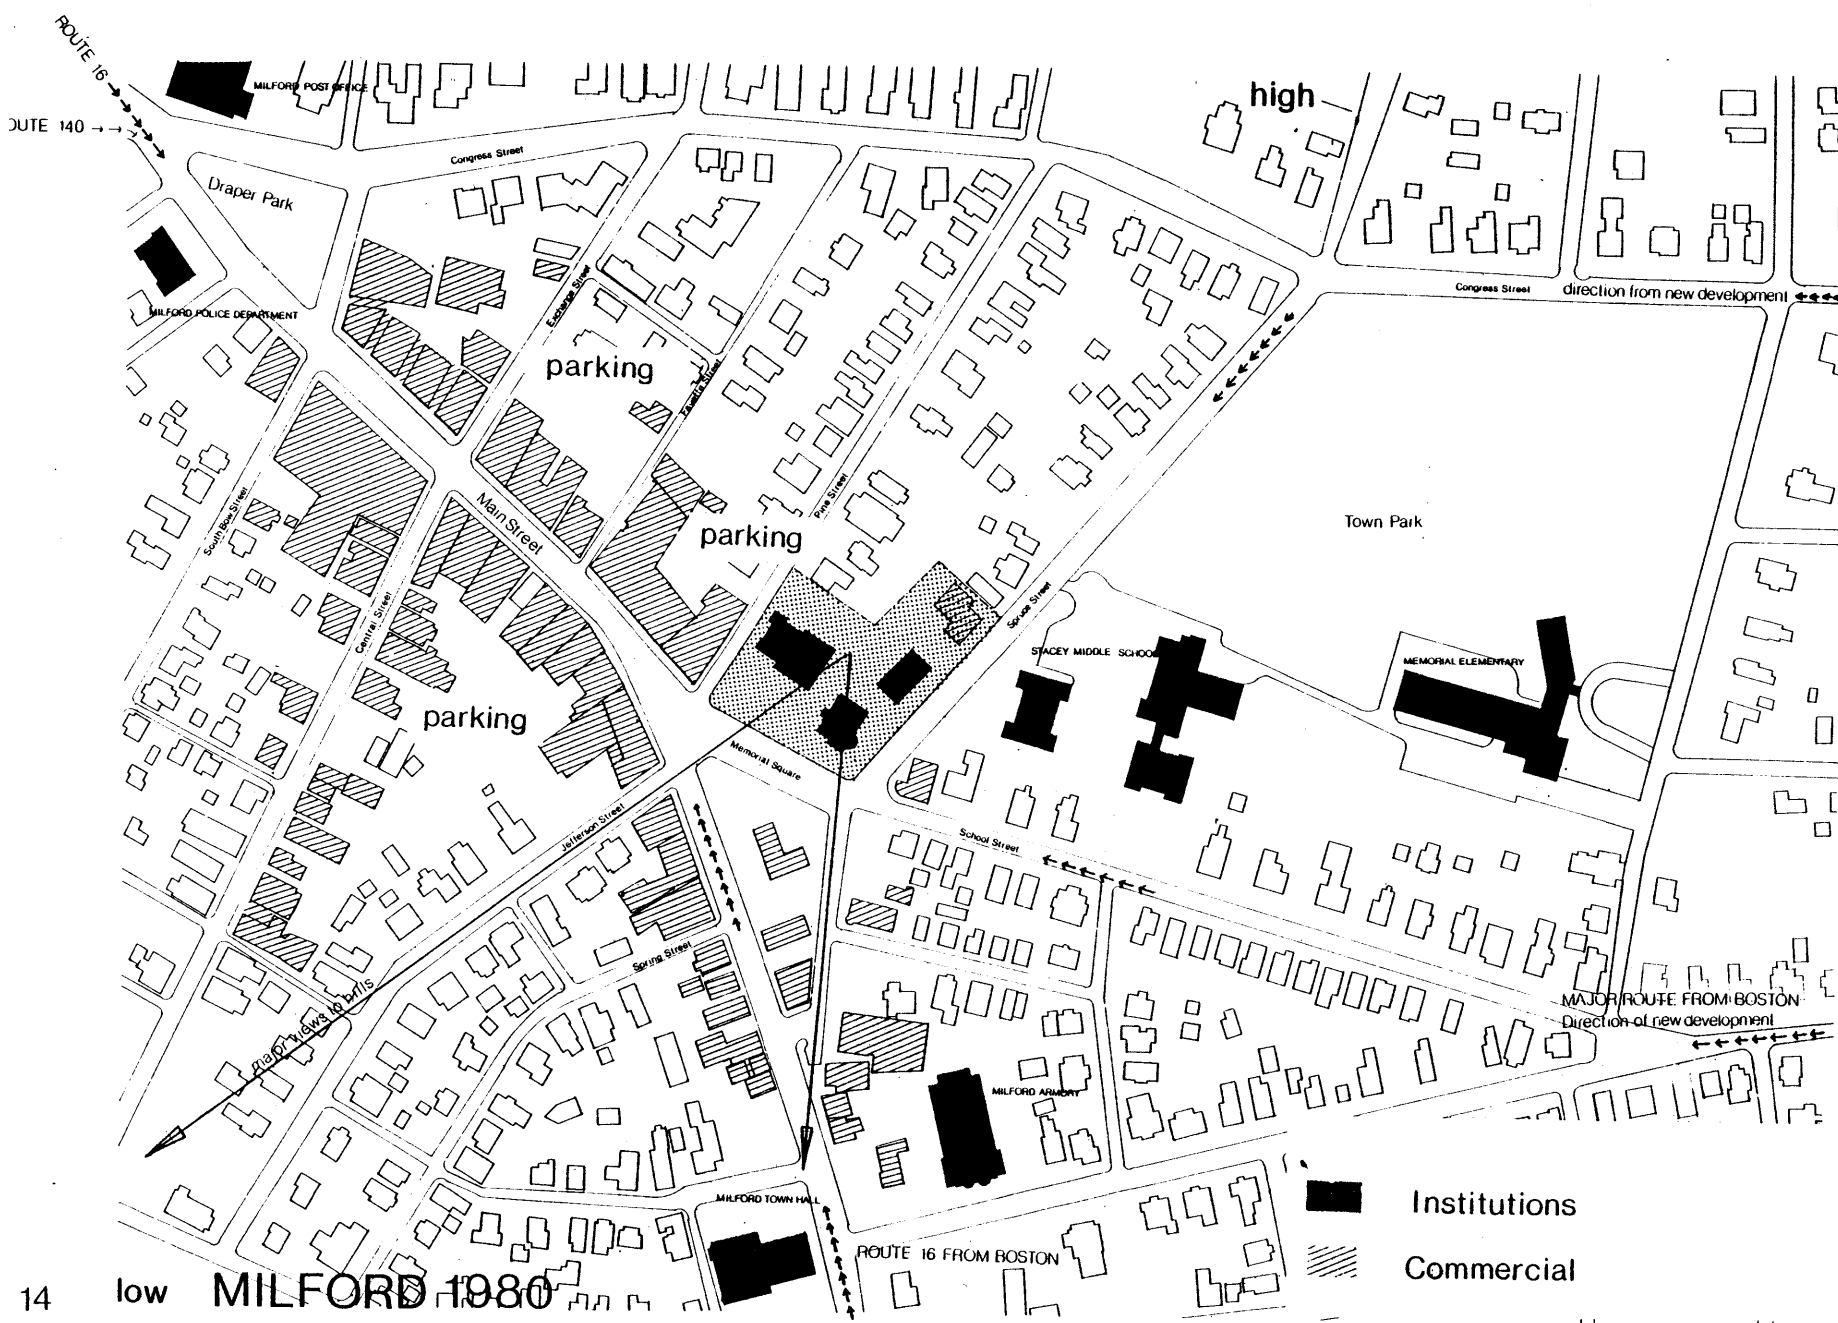 ROUTE 16
MILFORD POST OFFICE
high
OUTE 140
Congress Street
Draper Park
Congress Street
direction from new development
Exchange Street
MILFORD POLICE DEPARTMENT
parking
Main Street
South Bow Street
Pine Street
parking
Town Park
Central Street
Spruce Street
STACEY MIDDLE SCHOOL
MEMORIAL ELEMENTARY
parking
Memorial Square
Jefferson Street
School Street
Spring Street
major views to hills
MAJOR ROUTE FROM BOSTON
Direction of new development
MILFORD ARMORY
MILFORD TOWN HALL
Institutions
ROUTE 16 FROM BOSTON
Commercial
14 low MILFORD 1980